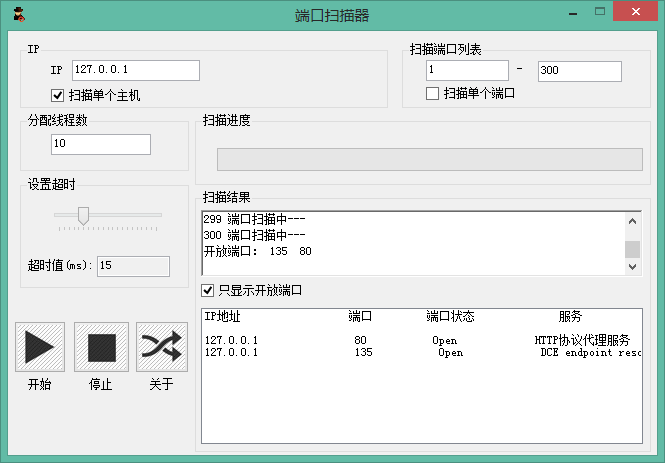 端口扫描器
IP
IP 127.0.0.1
扫描单个主机
扫描端口列表
1 - 300
扫描单个端口
分配线程数
10
扫描进度
设置超时
超时值(ms): 15
扫描结果
299 端口扫描中---
300 端口扫描中---
开放端口: 135 80
只显示开放端口
IP地址 端口 端口状态 服务
127.0.0.1 80 Open HTTP协议代理服务
127.0.0.1 135 Open DCE endpoint reso
开始 停止 关于